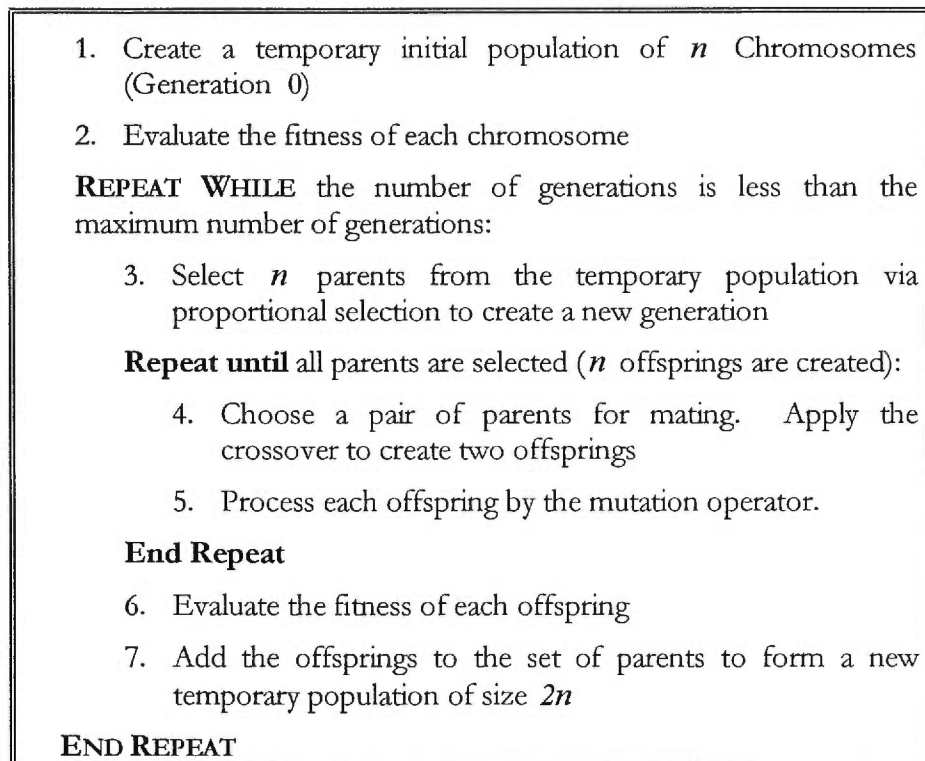 1. Create a temporary initial population of n Chromosomes
(Generation 0)
2. Evaluate the fitness of each chromosome
REPEAT WHILE the number of generations is less than the
maximum number of generations:
3. Select n parents from the temporary population via
proportional selection to create a new generation
Repeat until all parents are selected (n offsprings are created):
4. Choose a pair of parents for mating. Apply the
crossover to create two offsprings
5. Process each offspring by the mutation operator.
End Repeat
6. Evaluate the fitness of each offspring
7. Add the offsprings to the set of parents to form a new
temporary population of size 2n
END REPEAT